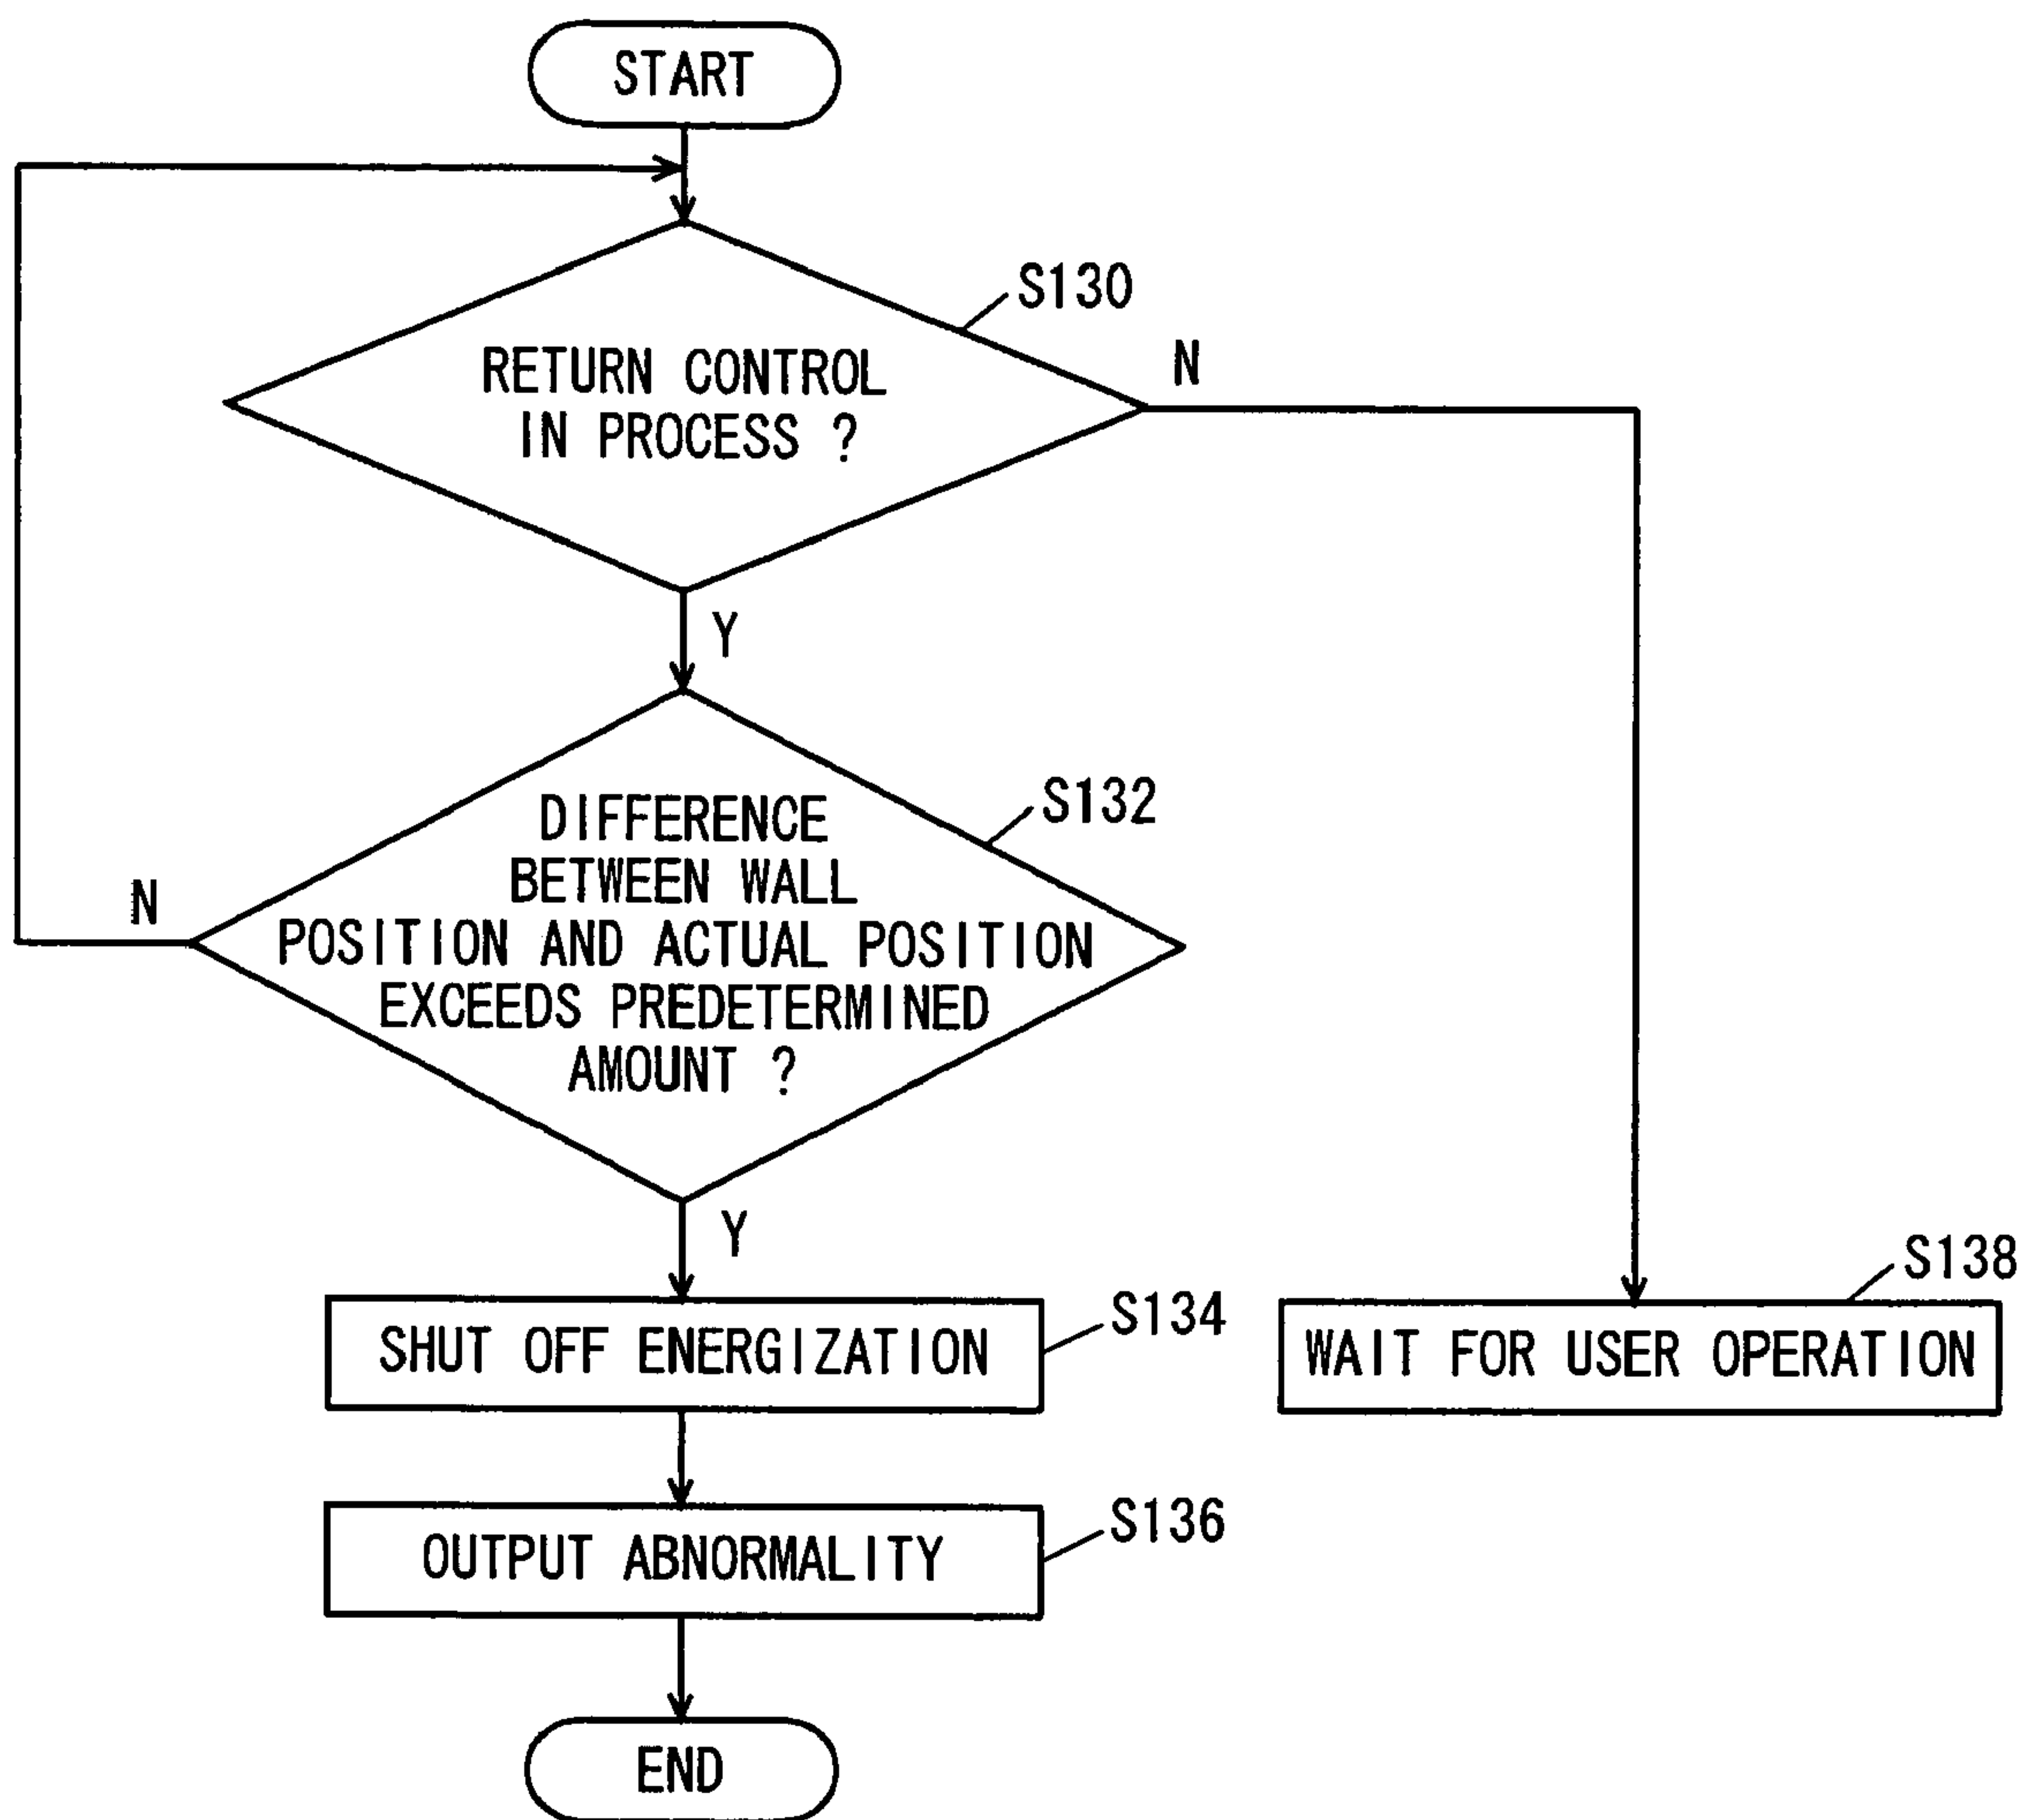 START
S130
RETURN CONTROL
IN PROCESS ?
N
Y
S132
DIFFERENCE
BETWEEN WALL
POSITION AND ACTUAL POSITION
EXCEEDS PREDETERMINED
AMOUNT ?
N
Y
S134
SHUT OFF ENERGIZATION
S138
WAIT FOR USER OPERATION
S136
OUTPUT ABNORMALITY
END